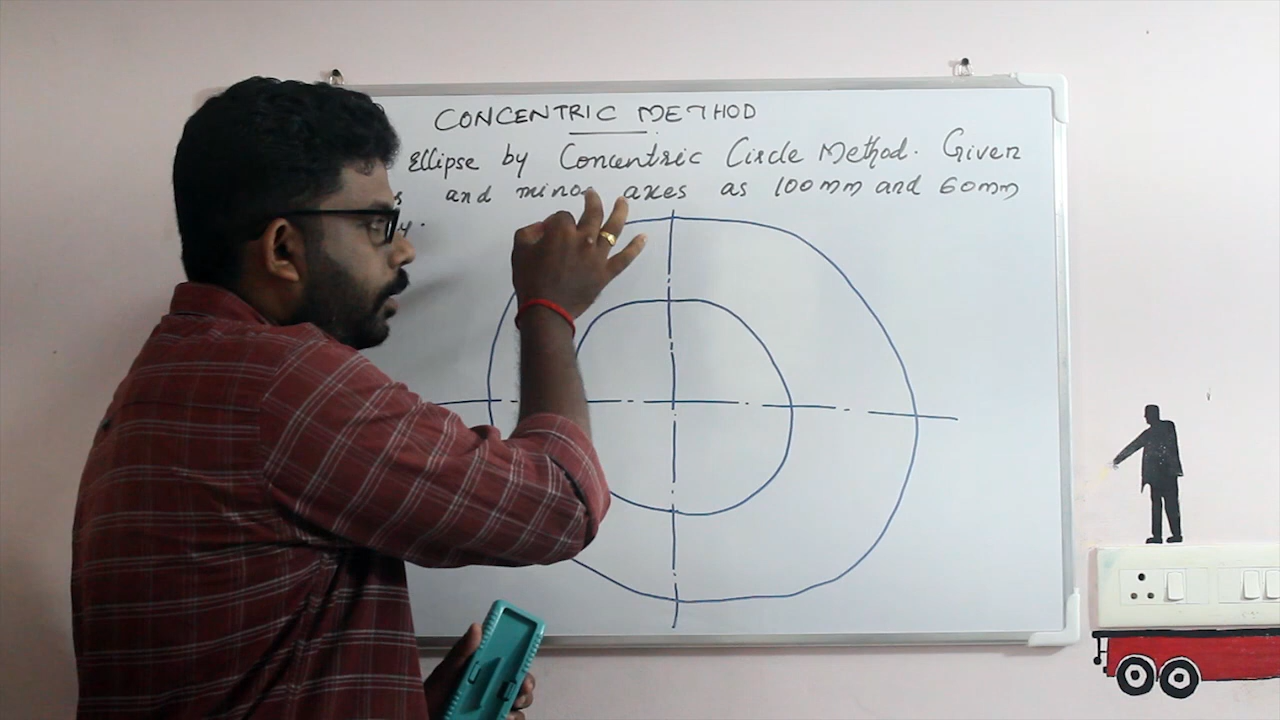 CONCENTRIC METHOD
Ellipse by Concentric Circle Method. Given
and minor axes as 100mm and 60mm